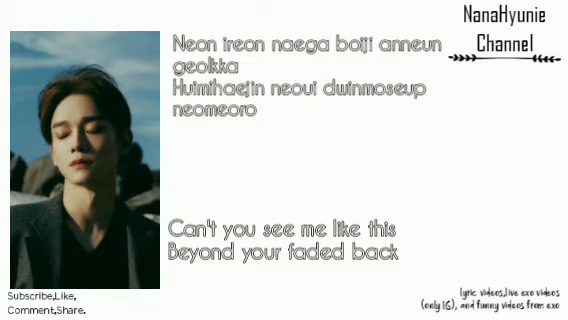 NanaHyunie
Channel
Neon ireon naega boiji anneun
geolkka
Huimihaejin neoui dwinmoseup
neomeoro
Can't you see me like this
Beyond your faded back
Subscribe,Like,
Comment,Share.
lyric videos,live exo videos
(only IG), and funny videos from exo